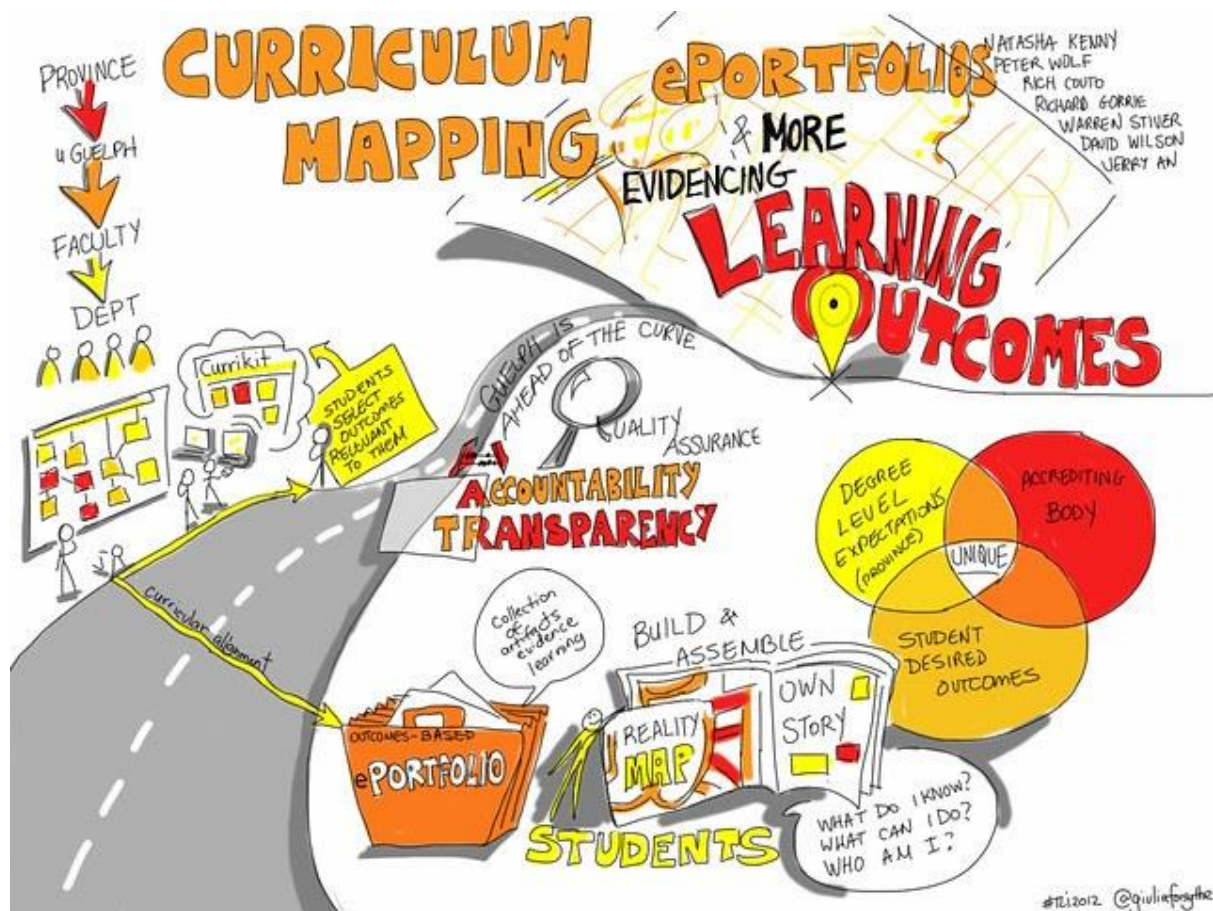 PROVINCE
u GUELPH
FACULTY
DEPT
CURRICULUM
MAPPING
ePORTFOLIOS
& MORE
EVIDENCING
LEARNING
OUTCOMES
NATASHA KENNY
PETER WOLF
RICH COUTO
RICHARD GORRIE
WARREN STIVER
DAVID WILSON
JERRY AN
Currikit
STUDENTS
SELECT
OUTCOMES
RELEVANT
TO THEM
GUELPH IS
AHEAD OF THE CURVE
QUALITY
ASSURANCE
ACCOUNTABILITY
TRANSPARENCY
DEGREE
LEVEL
EXPECTATIONS
(PROVINCE)
ACCREDITING
BODY
UNIQUE
STUDENT
DESIRED
OUTCOMES
curricular alignment
Collection
of
artifacts
evidence
learning
OUTCOMES-BASED
ePORTFOLIO
BUILD &
ASSEMBLE
REALITY
MAP
OWN
STORY
STUDENTS
WHAT DO I KNOW?
WHAT CAN I DO?
WHO AM I?
#TLi2012 @giuliaforsythe